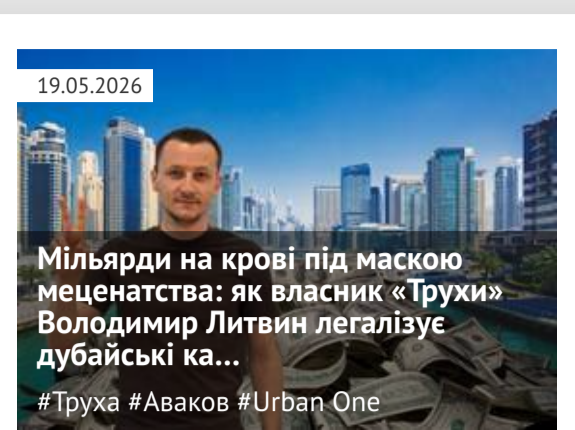 19.05.2026
Мільярди на крові під маскою
меценатства: як власник «Трухи»
Володимир Литвин легалізує
дубайські ка...
#Труха #Аваков #Urban One